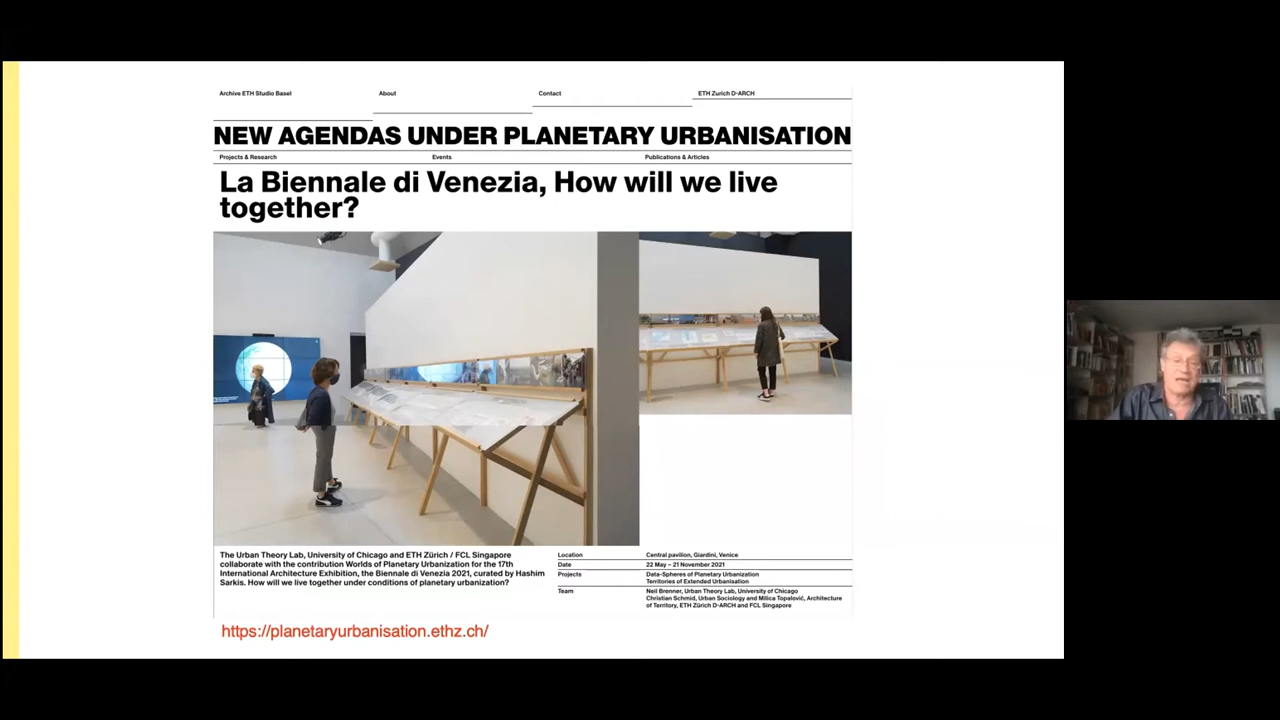 Archive ETH Studio Basel
About
Contact
ETH Zurich D-ARCH
NEW AGENDAS UNDER PLANETARY URBANISATION
Projects & Research
Events
Publications & Articles
La Biennale di Venezia, How will we live
together?
The Urban Theory Lab, University of Chicago and ETH Zürich / FCL Singapore
collaborate with the contribution Worlds of Planetary Urbanization for the 17th
International Architecture Exhibition, the Biennale di Venezia 2021, curated by Hashim
Sarkis. How will we live together under conditions of planetary urbanization?
Location
Central pavilion, Giardini, Venice
Date
22 May – 21 November 2021
Projects
Data-Spheres of Planetary Urbanization
Territories of Extended Urbanisation
Team
Neil Brenner, Urban Theory Lab, University of Chicago
Christian Schmid, Urban Sociology and Milica Topalović, Architecture
of Territory, ETH Zürich D-ARCH and FCL Singapore
https://planetaryurbanisation.ethz.ch/